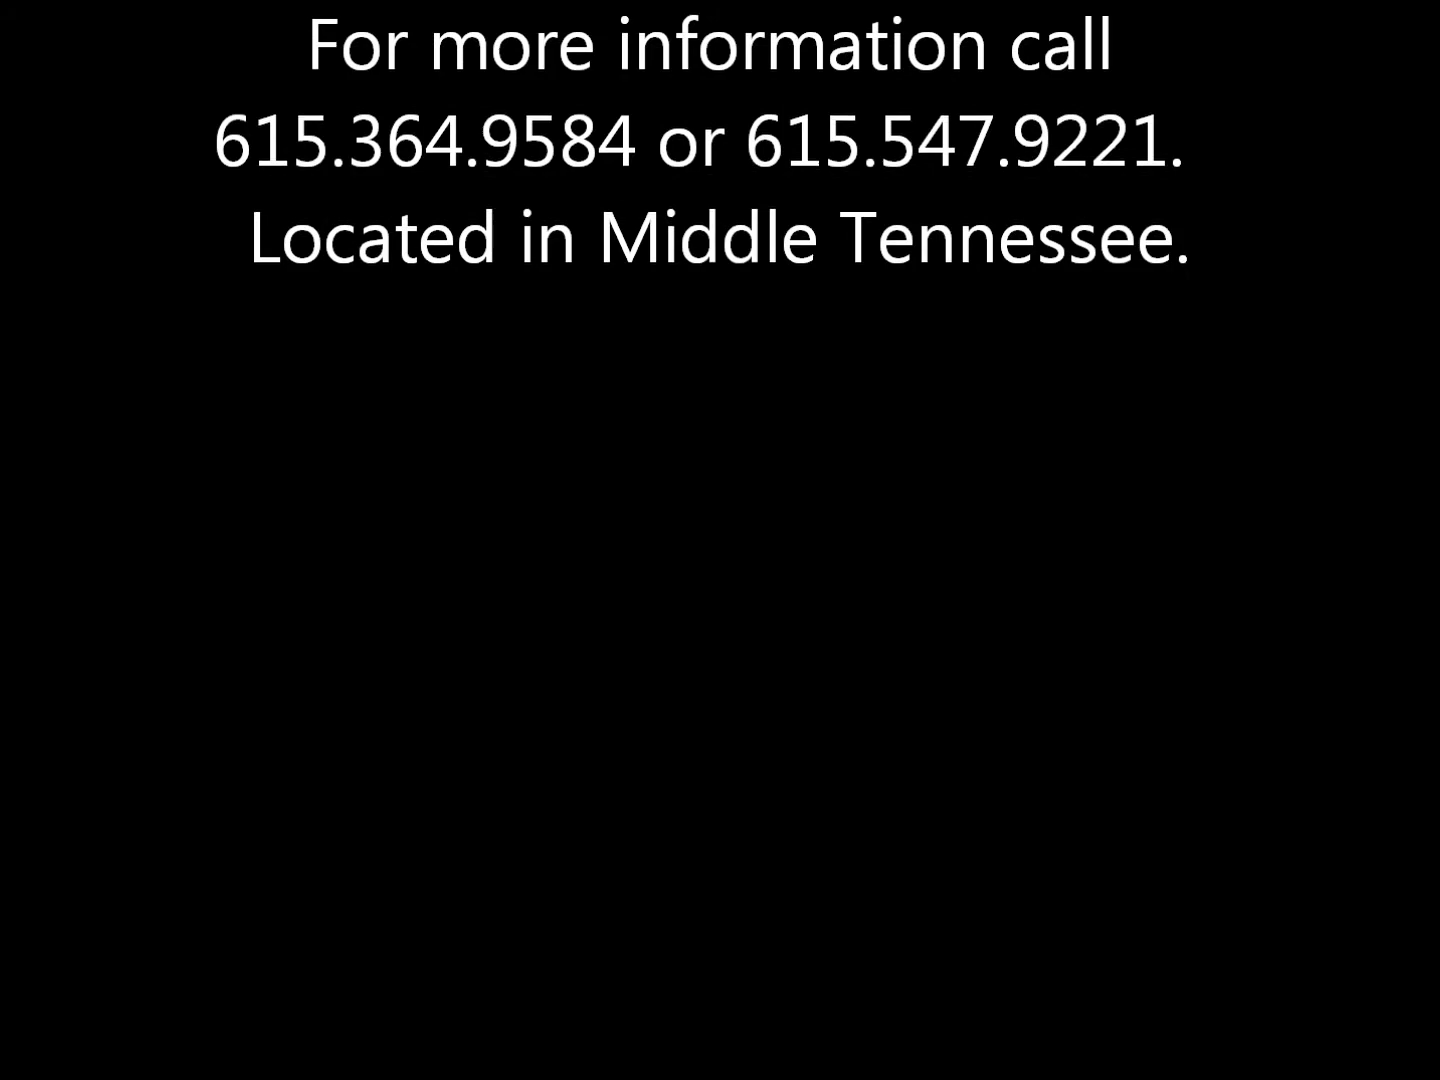 For more information call
615.364.9584 or 615.547.9221.
Located in Middle Tennessee.